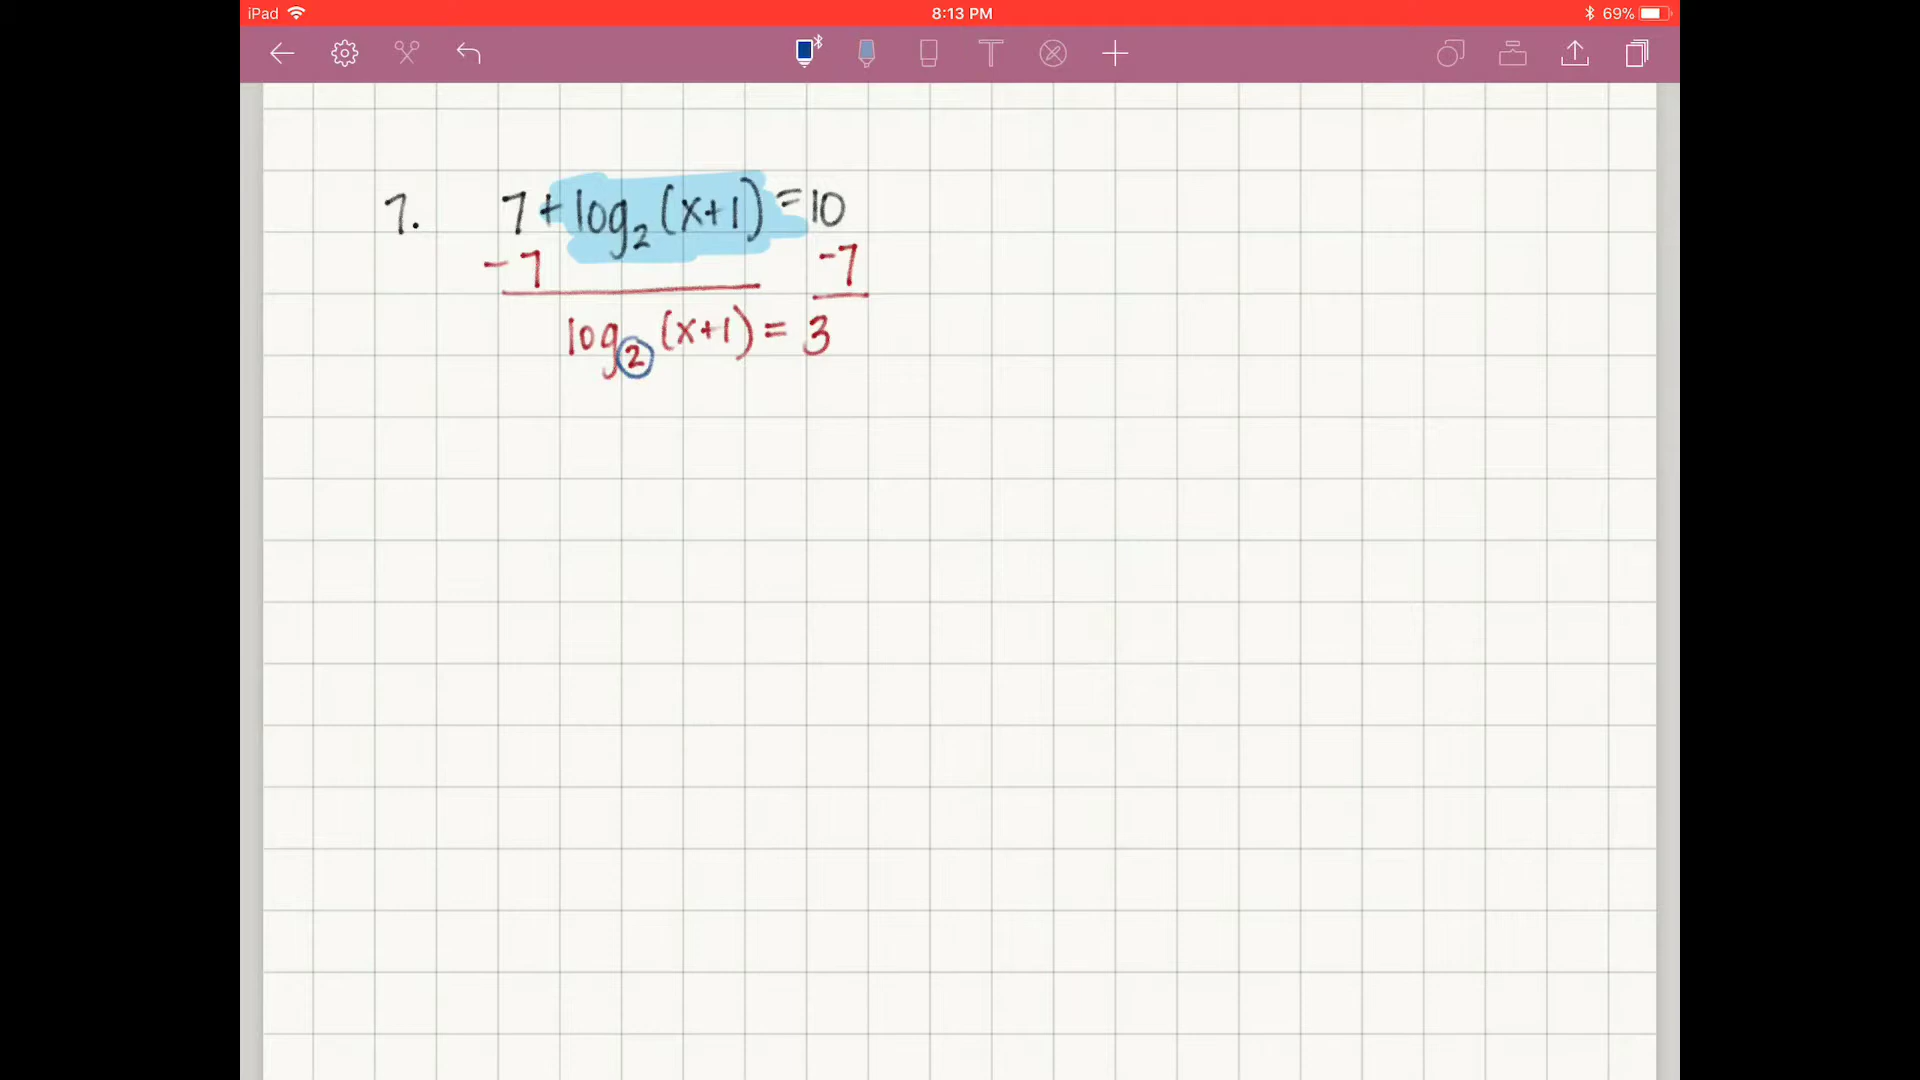 iPad 8:13 PM 69%
7. 7+log₂(x+1)=10
-7 -7
log₂(x+1)=3